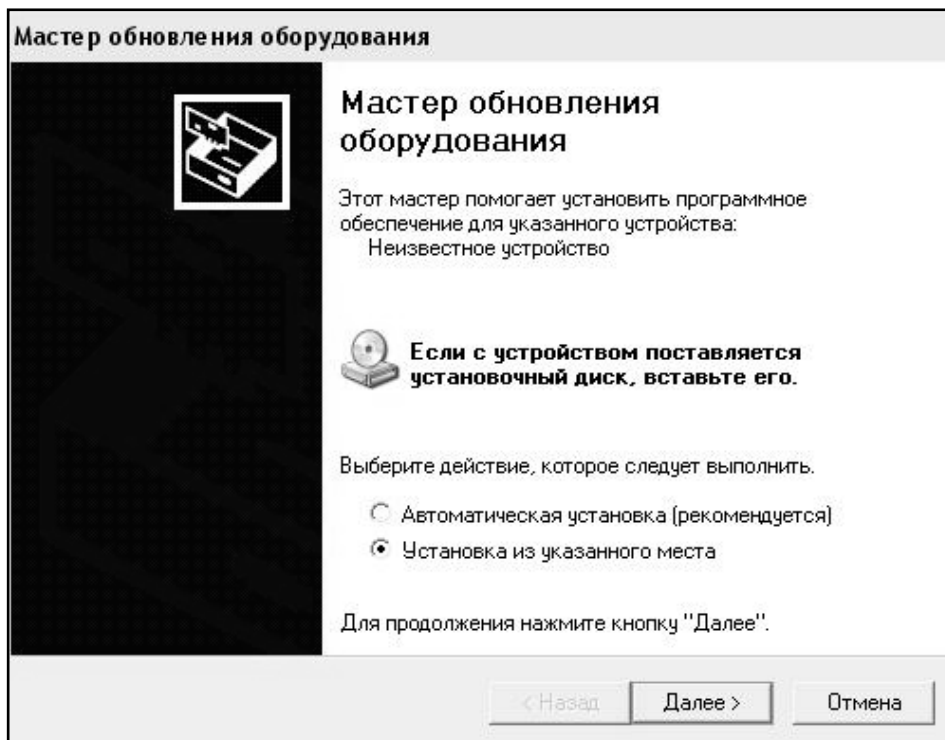 Мастер обновления оборудования
Мастер обновления
оборудования
Этот мастер помогает установить программное
обеспечение для указанного устройства:
Неизвестное устройство
Если с устройством поставляется
установочный диск, вставьте его.
Выберите действие, которое следует выполнить.
Автоматическая установка (рекомендуется)
Установка из указанного места
Для продолжения нажмите кнопку "Далее".
< Назад
Далее >
Отмена